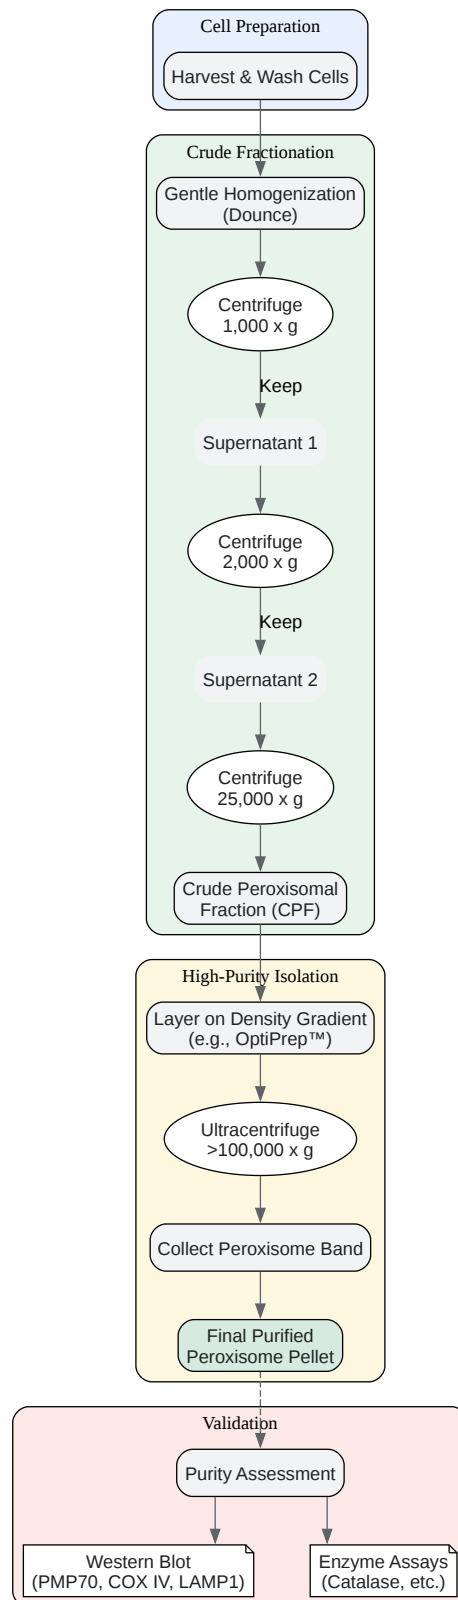 Cell Preparation
Harvest & Wash Cells
Crude Fractionation
Gentle Homogenization
(Dounce)
Centrifuge
1,000 x g
Keep
Supernatant 1
Centrifuge
2,000 x g
Keep
Supernatant 2
Centrifuge
25,000 x g
Crude Peroxisomal
Fraction (CPF)
High-Purity Isolation
Layer on Density Gradient
(e.g., OptiPrep™)
Ultracentrifuge
>100,000 x g
Collect Peroxisome Band
Final Purified
Peroxisome Pellet
Validation
Purity Assessment
Western Blot
(PMP70, COX IV, LAMP1)
Enzyme Assays
(Catalase, etc.)